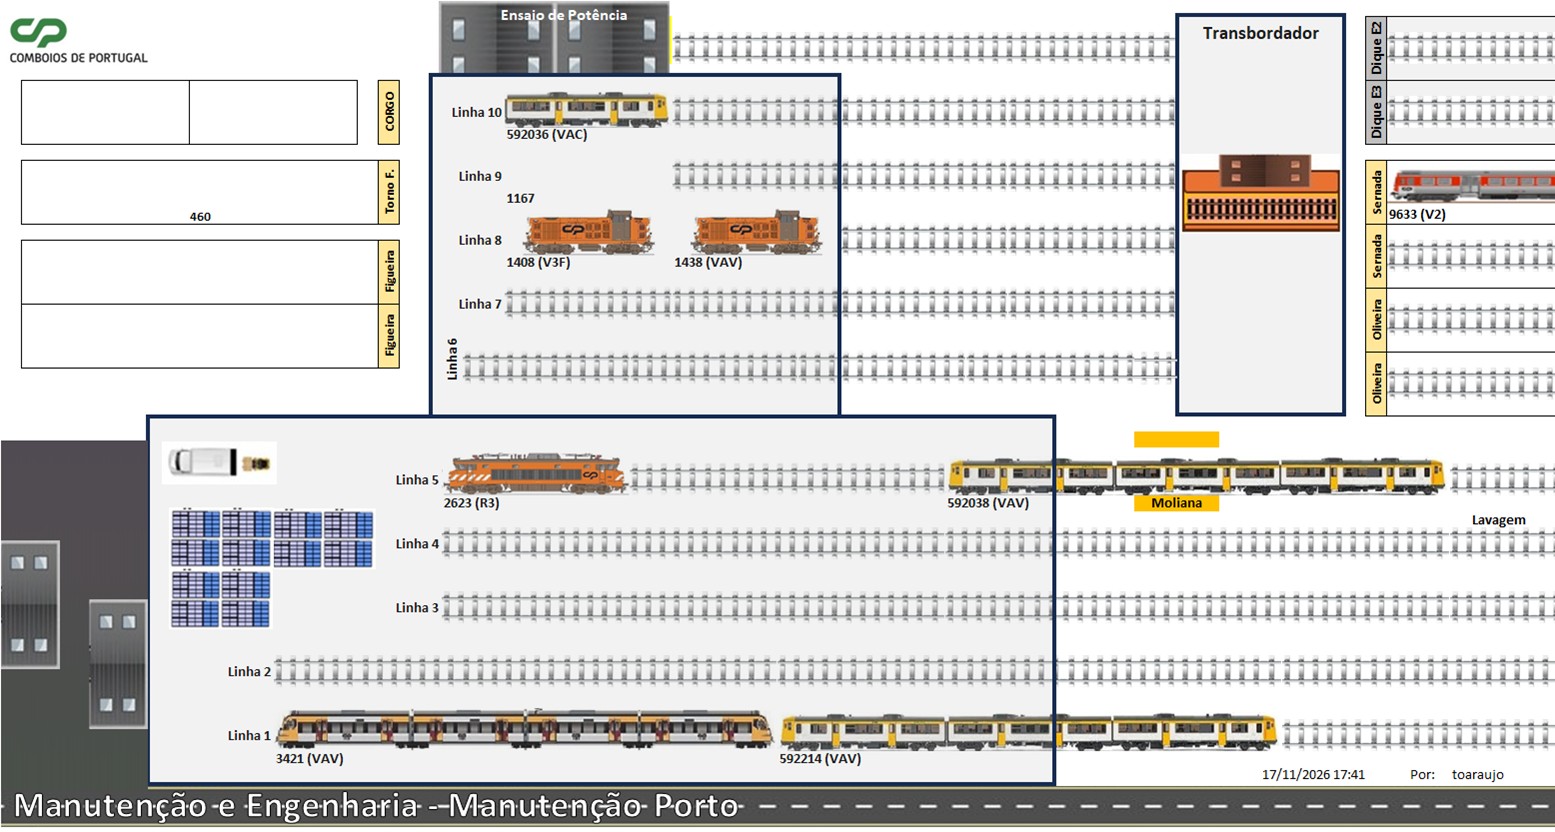 CP
COMBOIOS DE PORTUGAL
Ensaio de Potência
Transbordador
Dique E2
Dique E3
CORGO
Torno F.
460
Figueira
Figueira
Linha 10
592036 (VAC)
Linha 9
1167
Linha 8
1408 (V3F)
1438 (VAV)
Linha 7
Linha 6
Sernada
9633 (V2)
Sernada
Oliveira
Oliveira
Linha 5
2623 (R3)
592038 (VAV)
Moliana
Lavagem
Linha 4
Linha 3
Linha 2
Linha 1
3421 (VAV)
592214 (VAV)
17/11/2026 17:41 Por: toaraujo
Manutenção e Engenharia - Manutenção Porto